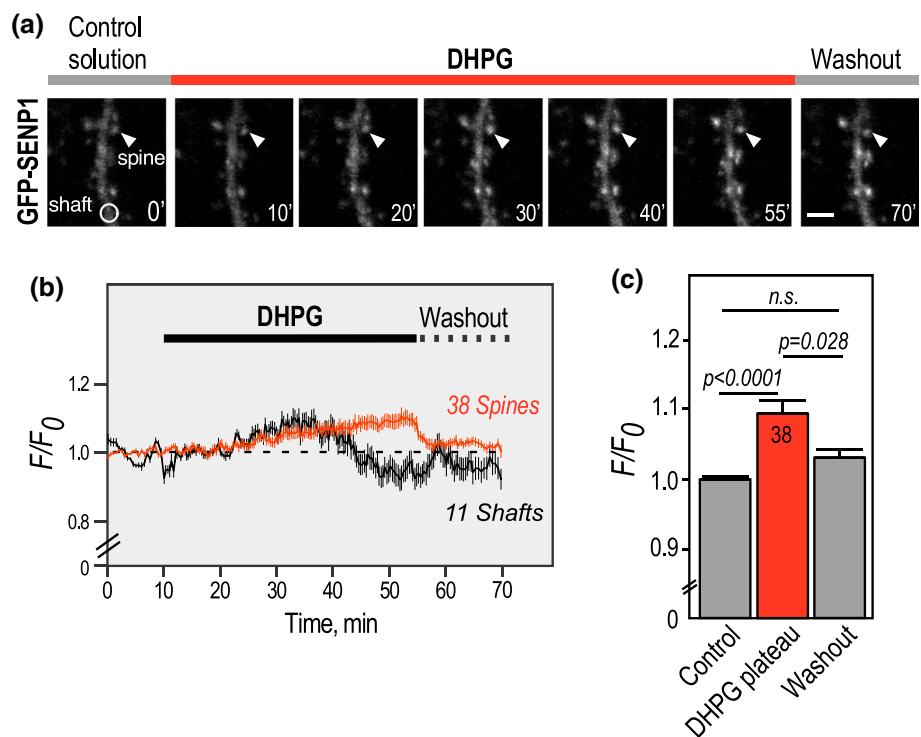 (a)
Control
solution
DHPG
Washout
GFP-SENP1
spine
shaft
0’
10’
20’
30’
40’
55’
70’
(b)
DHPG
Washout
F/F0
1.2
1.0
0.8
0
38 Spines
11 Shafts
0 10 20 30 40 50 60 70
Time, min
(c)
n.s.
p=0.028
p<0.0001
F/F0
1.2
1.1
1.0
0.9
0
38
Control
DHPG plateau
Washout